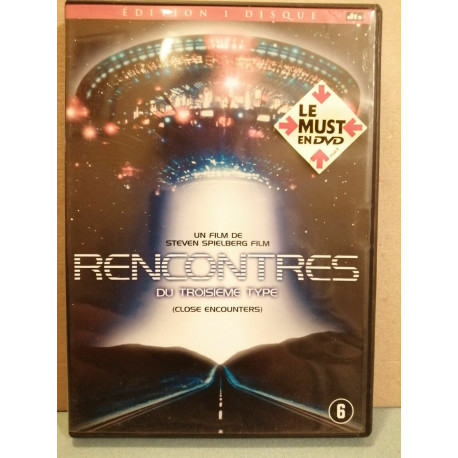 ÉDITION 1 DISQUE
dts
LE
MUST
EN DVD
UN FILM DE
STEVEN SPIELBERG FILM
RENCONTRES
DU TROISIEME TYPE
(CLOSE ENCOUNTERS)
6